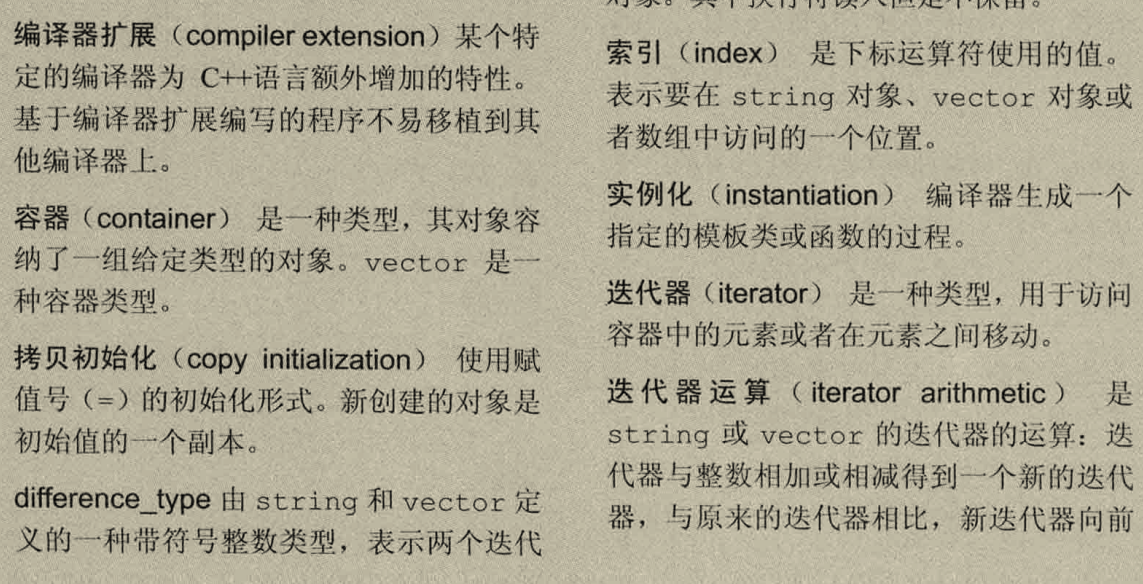 编译器扩展（compiler extension）某个特
定的编译器为 C++语言额外增加的特性。
基于编译器扩展编写的程序不易移植到其
他编译器上。
容器（container） 是一种类型，其对象容
纳了一组给定类型的对象。vector 是一
种容器类型。
拷贝初始化（copy initialization） 使用赋
值号（=）的初始化形式。新创建的对象是
初始值的一个副本。
difference_type 由 string 和 vector 定
义的一种带符号整数类型，表示两个迭代
索引（index） 是下标运算符使用的值。
表示要在 string 对象、vector 对象或
者数组中访问的一个位置。
实例化（instantiation） 编译器生成一个
指定的模板类或函数的过程。
迭代器（iterator） 是一种类型，用于访问
容器中的元素或者在元素之间移动。
迭代器运算（iterator arithmetic） 是
string 或 vector 的迭代器的运算：迭
代器与整数相加或相减得到一个新的迭代
器，与原来的迭代器相比，新迭代器向前